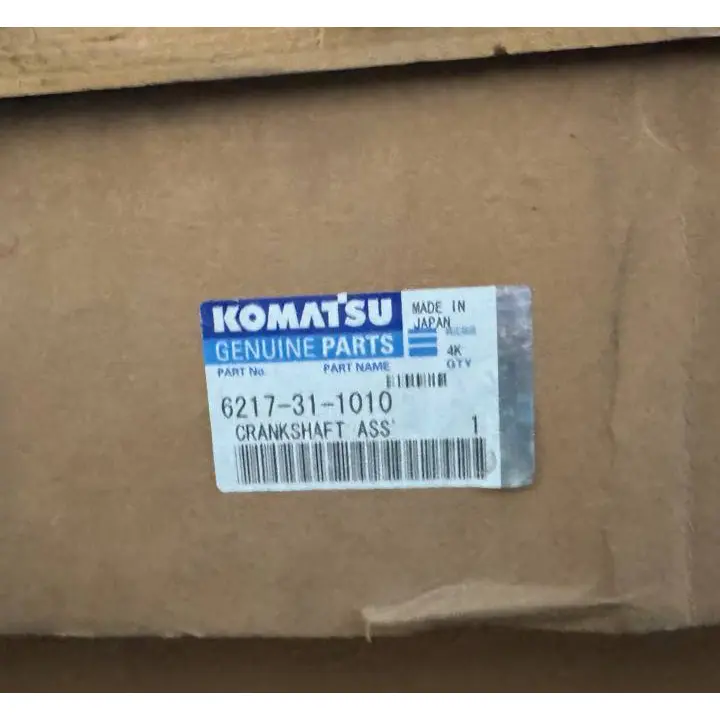 KOMATSU
MADE IN
JAPAN
GENUINE PARTS
4K
PART No.
PART NAME
QTY
6217-31-1010
CRANKSHAFT ASS'
1